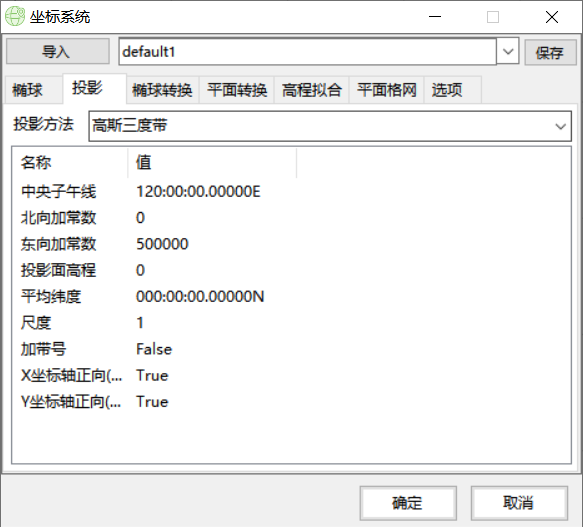 坐标系统
导入 default1 保存
椭球 投影 椭球转换 平面转换 高程拟合 平面格网 选项
投影方法 高斯三度带
名称 值
中央子午线 120:00:00.00000E
北向加常数 0
东向加常数 500000
投影面高程 0
平均纬度 000:00:00.00000N
尺度 1
加带号 False
X坐标轴正向(... True
Y坐标轴正向(... True
确定 取消